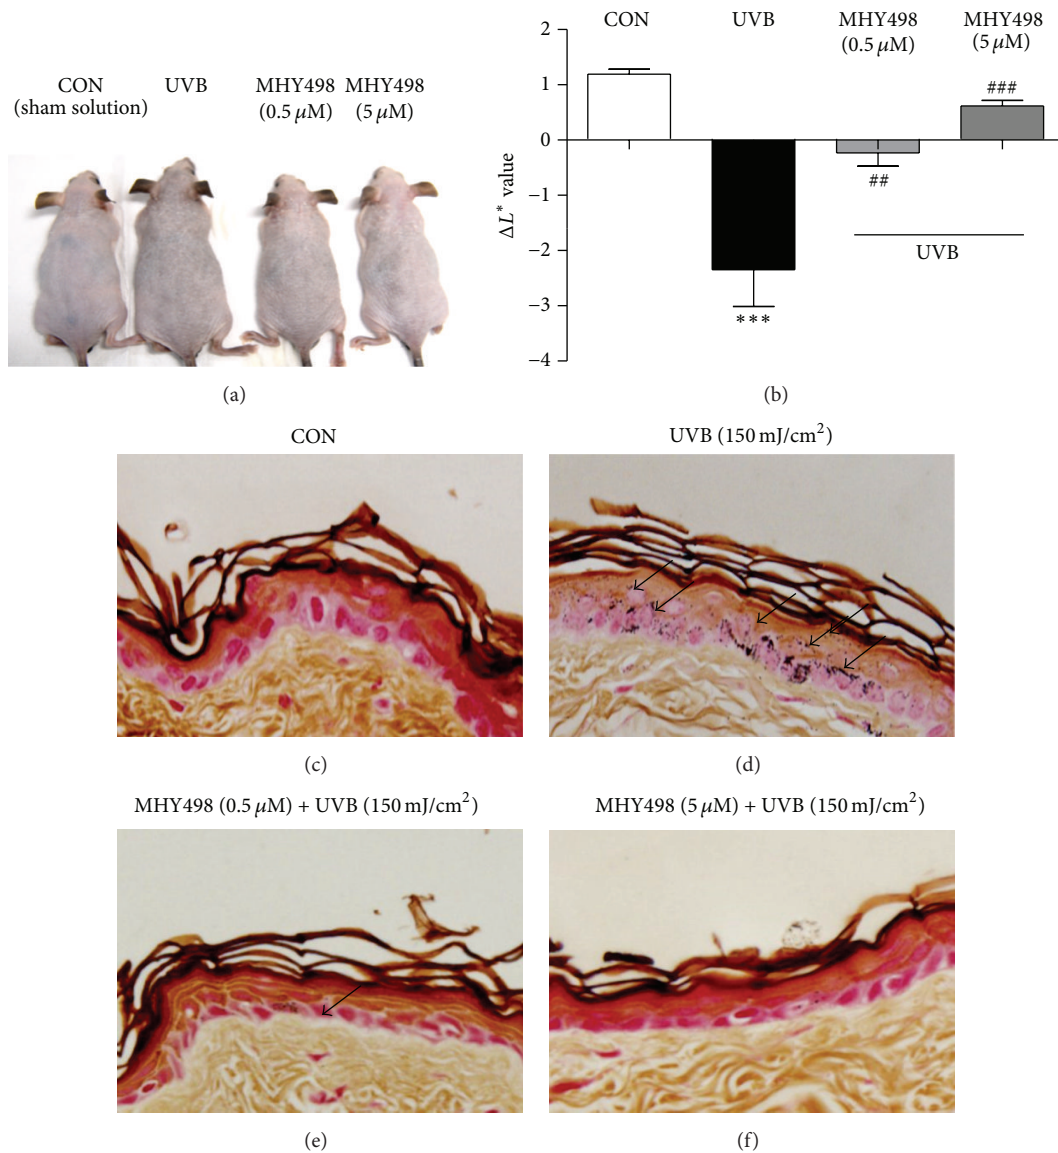 CON
(sham solution)
UVB
MHY498
(0.5 μM)
MHY498
(5 μM)
(a)
CON
UVB
MHY498
(0.5 μM)
MHY498
(5 μM)
2
1
0
−1
−2
−3
−4
ΔL* value
***
##
###
UVB
(b)
CON
(c)
UVB (150 mJ/cm²)
(d)
MHY498 (0.5 μM) + UVB (150 mJ/cm²)
(e)
MHY498 (5 μM) + UVB (150 mJ/cm²)
(f)